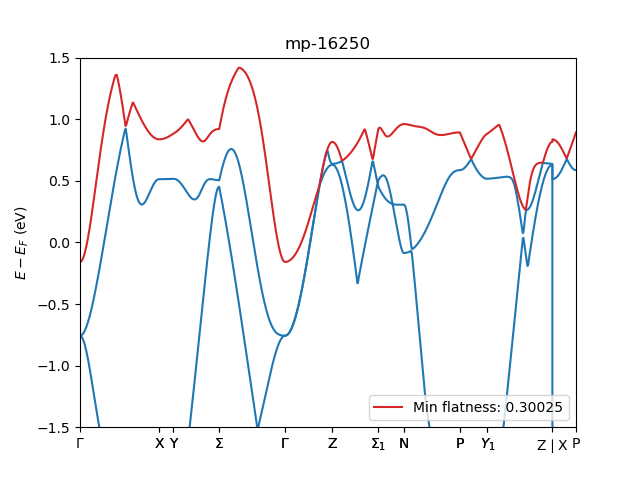 mp-16250
E − E_F (eV)
1.5
1.0
0.5
0.0
−0.5
−1.0
−1.5
Min flatness: 0.30025
Γ X Y Σ Γ Z Σ₁ N P Y₁ Z | X P